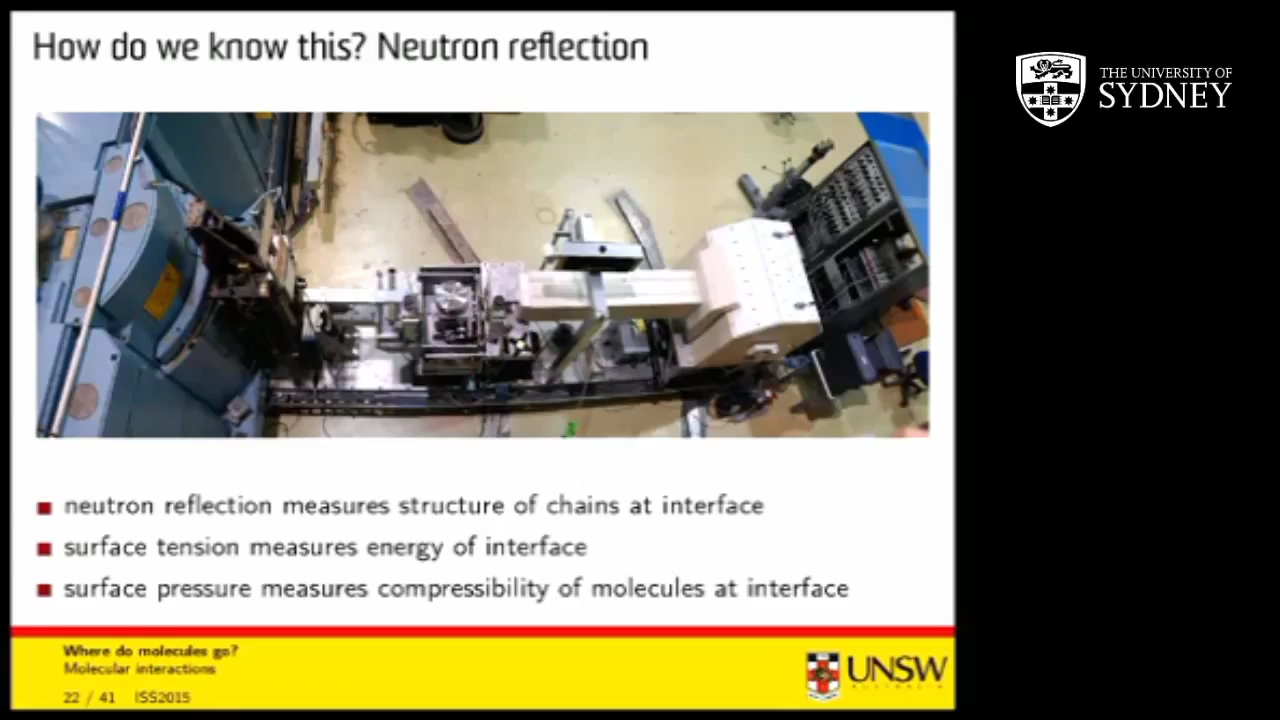 How do we know this? Neutron reflection
THE UNIVERSITY OF
SYDNEY
neutron reflection measures structure of chains at interface
surface tension measures energy of interface
surface pressure measures compressibility of molecules at interface
Where do molecules go?
Molecular interactions
22 / 41 ISS2015
UNSW
AUSTRALIA